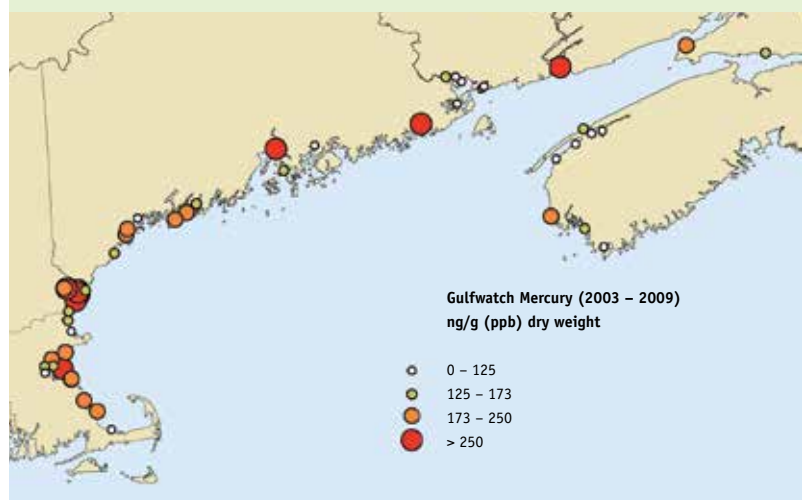 Gulfwatch Mercury (2003 – 2009)
ng/g (ppb) dry weight
0 – 125
125 – 173
173 – 250
> 250